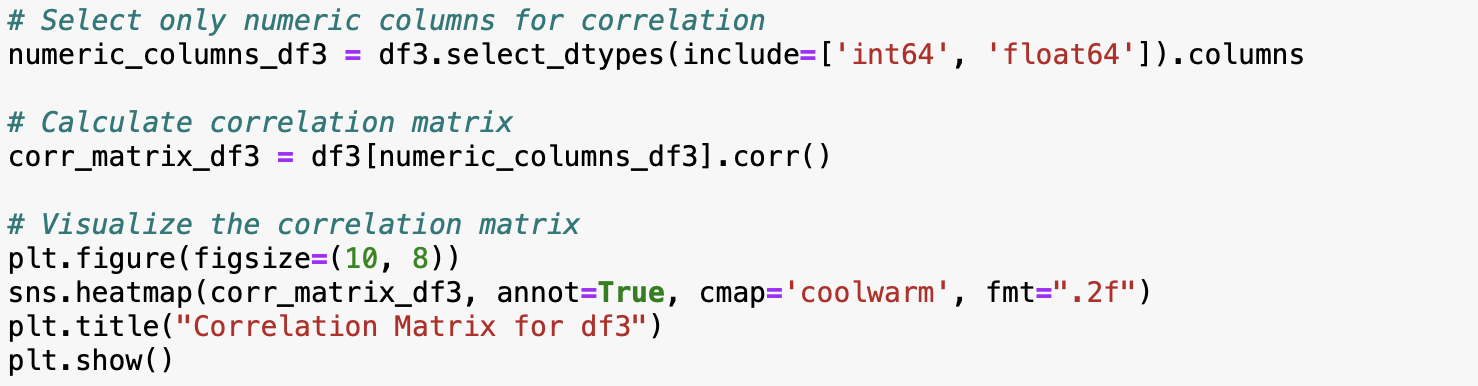 # Select only numeric columns for correlation
numeric_columns_df3 = df3.select_dtypes(include=['int64', 'float64']).columns
# Calculate correlation matrix
corr_matrix_df3 = df3[numeric_columns_df3].corr()
# Visualize the correlation matrix
plt.figure(figsize=(10, 8))
sns.heatmap(corr_matrix_df3, annot=True, cmap='coolwarm', fmt=".2f")
plt.title("Correlation Matrix for df3")
plt.show()